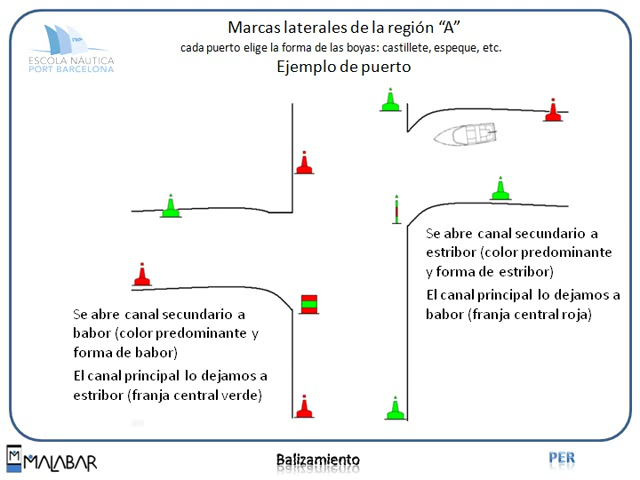 Marcas laterales de la región “A”
cada puerto elige la forma de las boyas: castillete, espeque, etc.
Ejemplo de puerto
ESCOLA NÀUTICA
PORT BARCELONA
Se abre canal secundario a
estribor (color predominante
y forma de estribor)
El canal principal lo dejamos a
babor (franja central roja)
Se abre canal secundario a
babor (color predominante y
forma de babor)
El canal principal lo dejamos a
estribor (franja central verde)
MALABAR
Balizamiento
PER